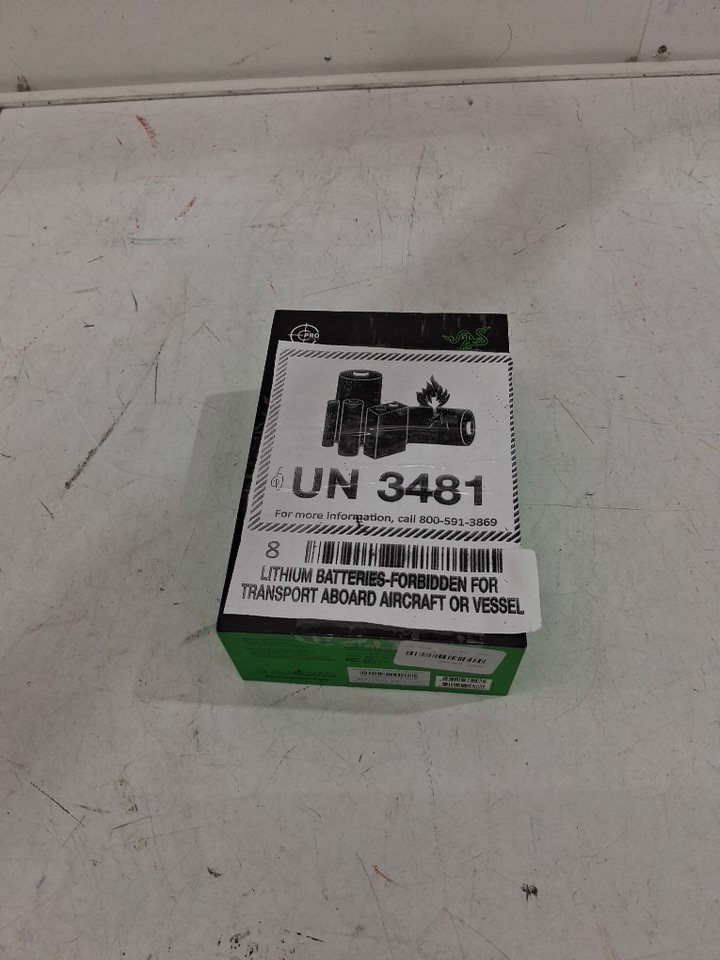 PRO
UN 3481
For more information, call 800-591-3869
8
LITHIUM BATTERIES-FORBIDDEN FOR
TRANSPORT ABOARD AIRCRAFT OR VESSEL